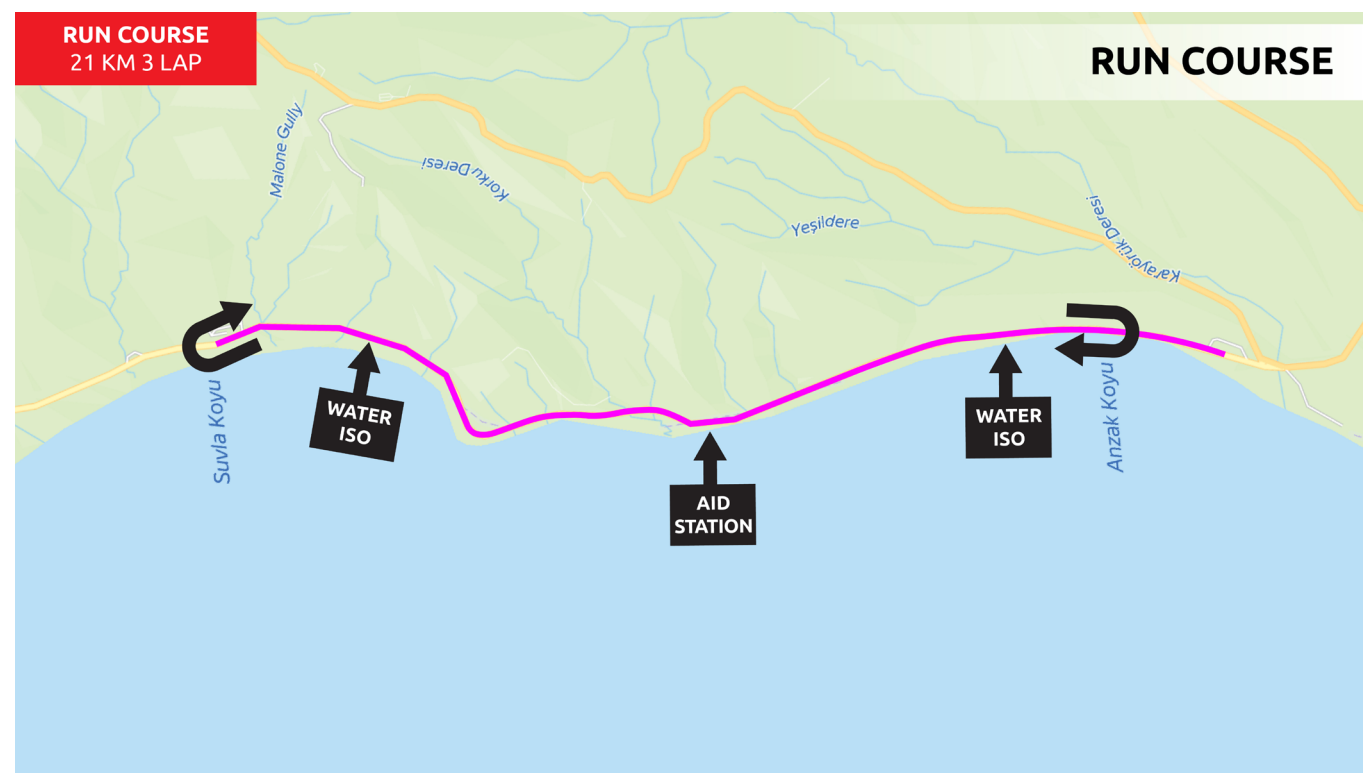 RUN COURSE
21 KM 3 LAP
RUN COURSE
Malone Gully
Korku Deresi
Yeşildere
Karayörük Deresi
Suvla Koyu
WATER
ISO
AID
STATION
WATER
ISO
Anzak Koyu